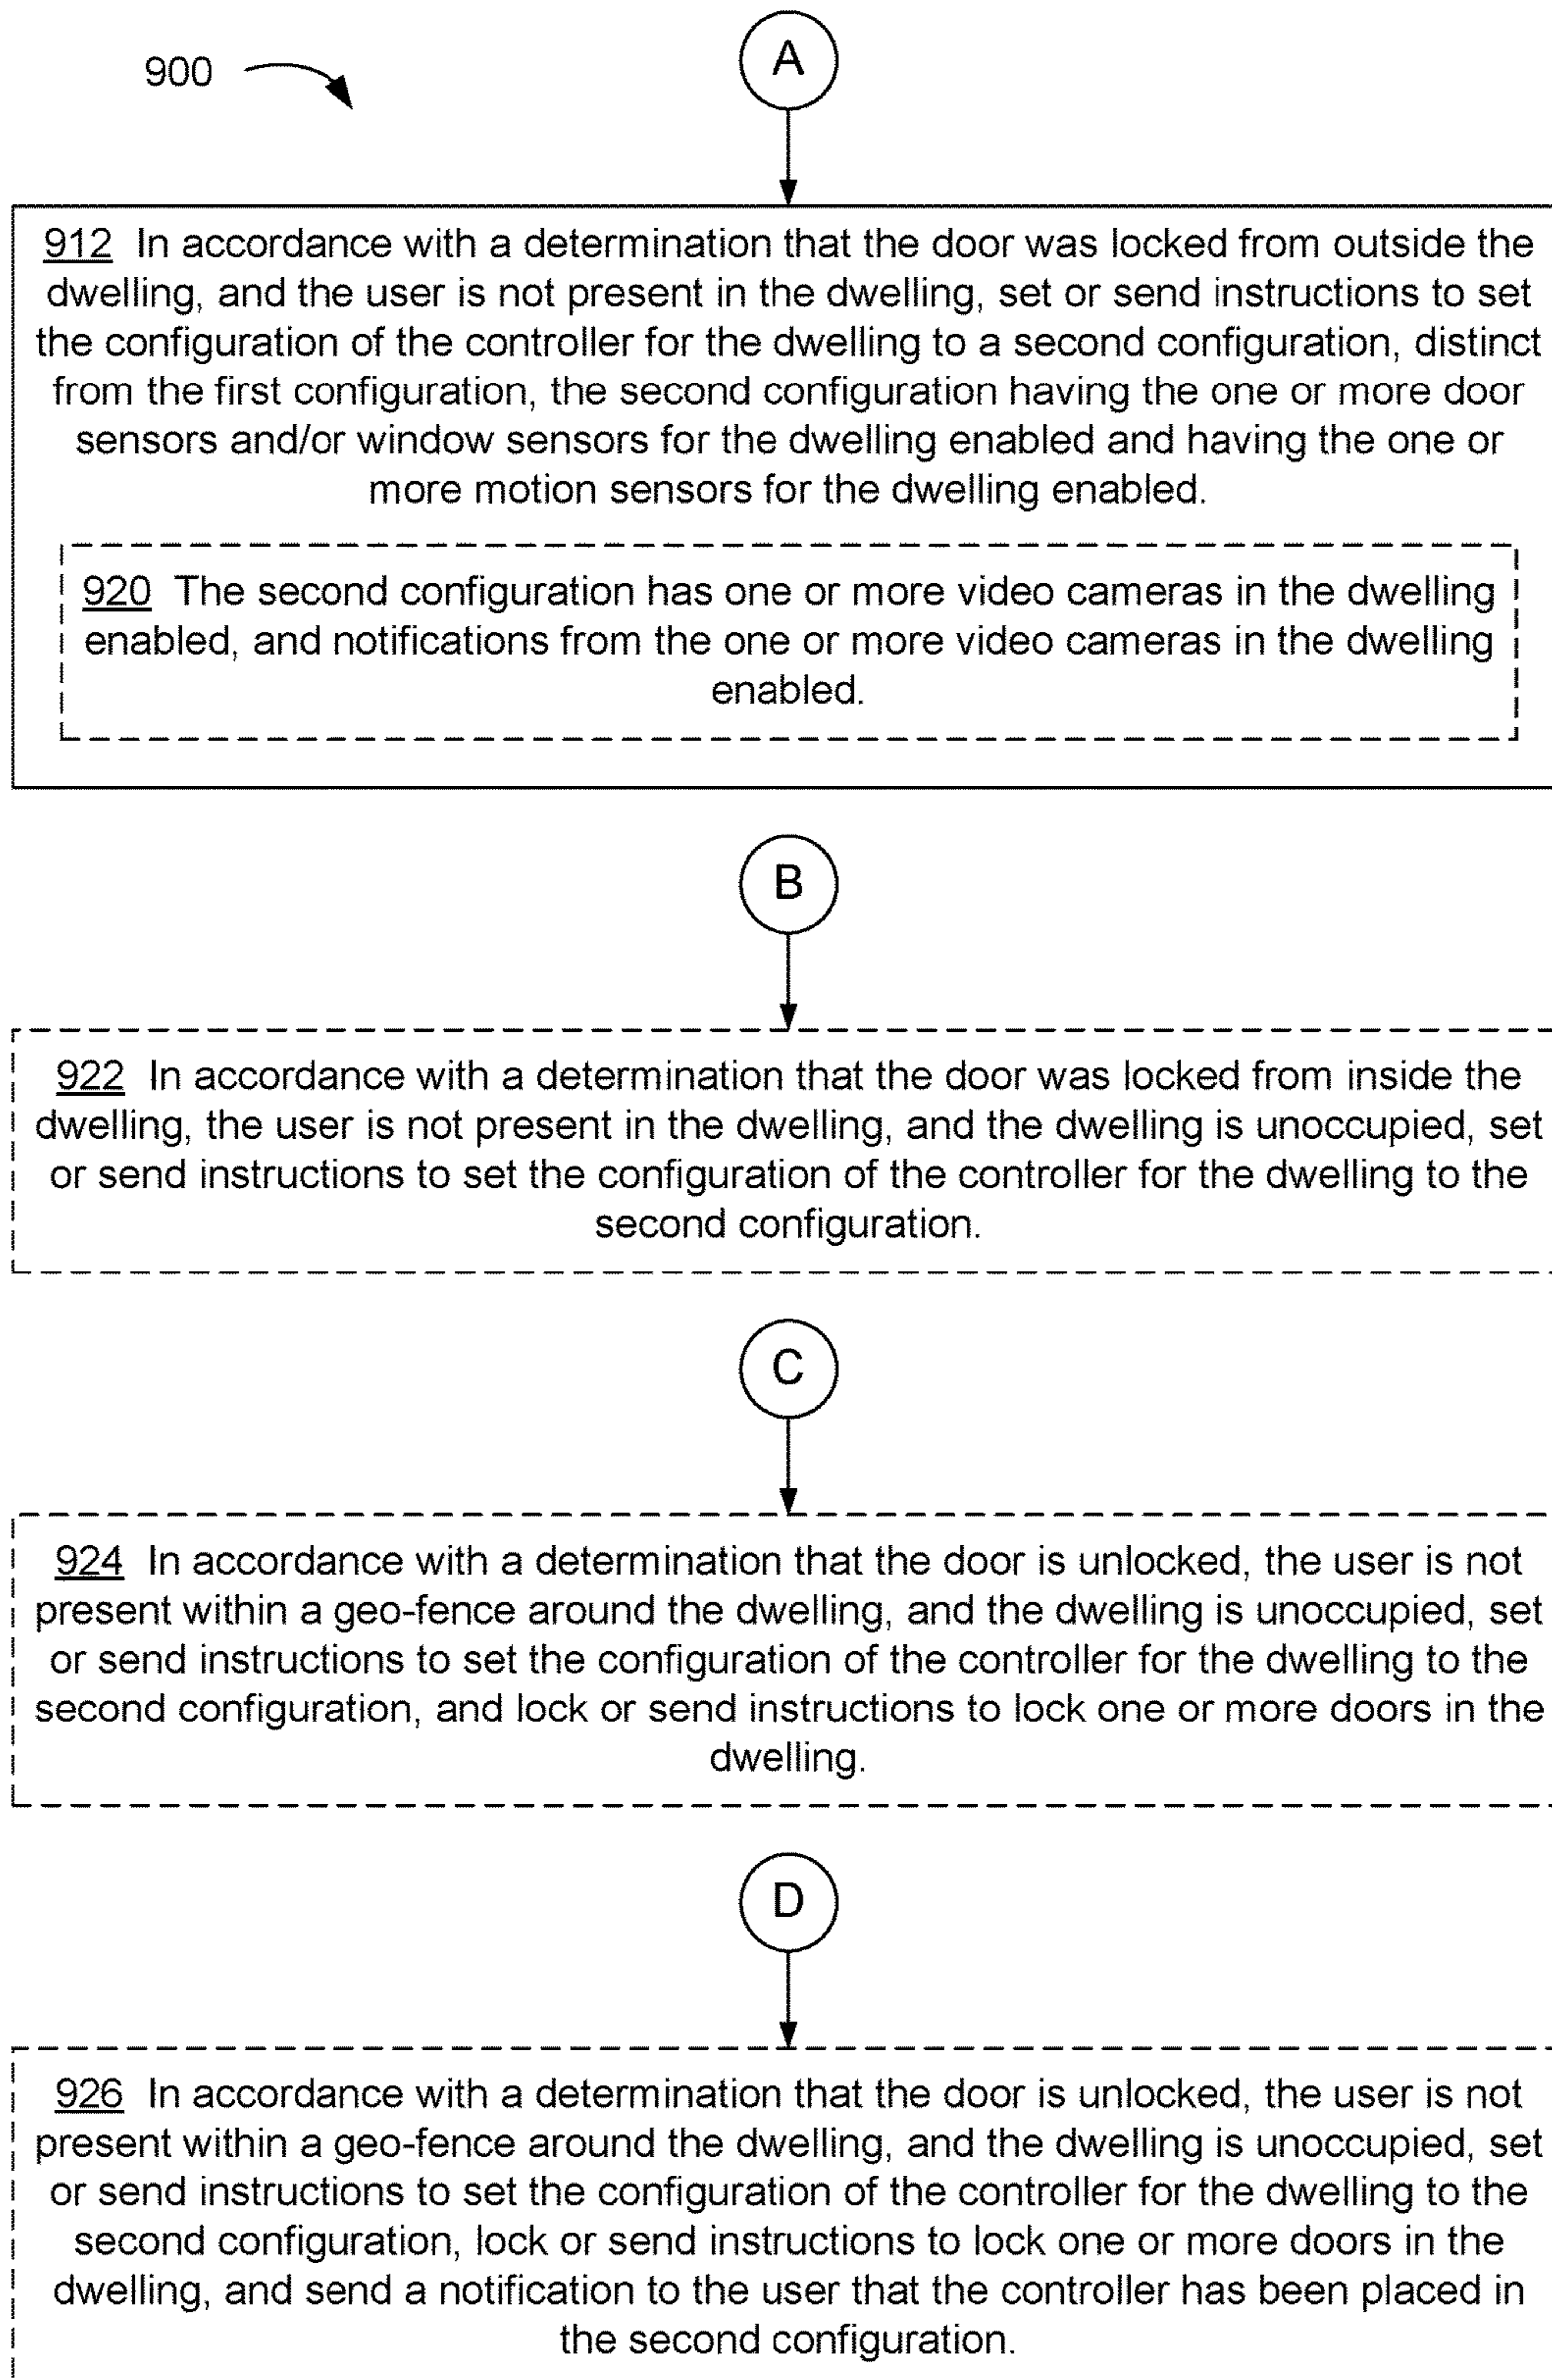 A
900
912 In accordance with a determination that the door was locked from outside the
dwelling, and the user is not present in the dwelling, set or send instructions to set
the configuration of the controller for the dwelling to a second configuration, distinct
from the first configuration, the second configuration having the one or more door
sensors and/or window sensors for the dwelling enabled and having the one or
more motion sensors for the dwelling enabled.
920 The second configuration has one or more video cameras in the dwelling
enabled, and notifications from the one or more video cameras in the dwelling
enabled.
B
922 In accordance with a determination that the door was locked from inside the
dwelling, the user is not present in the dwelling, and the dwelling is unoccupied, set
or send instructions to set the configuration of the controller for the dwelling to the
second configuration.
C
924 In accordance with a determination that the door is unlocked, the user is not
present within a geo-fence around the dwelling, and the dwelling is unoccupied, set
or send instructions to set the configuration of the controller for the dwelling to the
second configuration, and lock or send instructions to lock one or more doors in the
dwelling.
D
926 In accordance with a determination that the door is unlocked, the user is not
present within a geo-fence around the dwelling, and the dwelling is unoccupied, set
or send instructions to set the configuration of the controller for the dwelling to the
second configuration, lock or send instructions to lock one or more doors in the
dwelling, and send a notification to the user that the controller has been placed in
the second configuration.